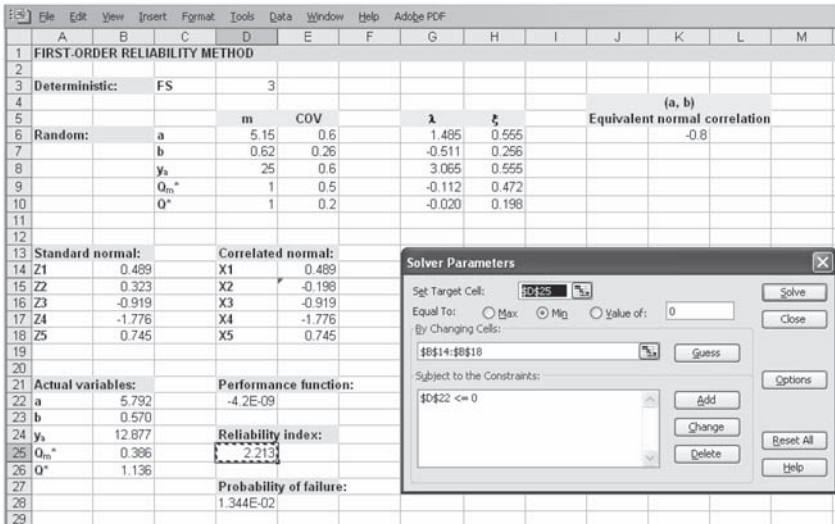 File Edit View Insert Format Tools Data Window Help Adobe PDF
A B C D E F G H I J K L M
1 FIRST-ORDER RELIABILITY METHOD
2
3 Deterministic: FS 3
4 (a, b)
5 m COV λ ξ Equivalent normal correlation
6 Random: a 5.15 0.6 1.485 0.555 -0.8
7 b 0.62 0.26 -0.511 0.256
8 yₐ 25 0.6 3.065 0.555
9 Qₘ* 1 0.5 -0.112 0.472
10 Q* 1 0.2 -0.020 0.198
11
12
13 Standard normal: Correlated normal:
14 Z1 0.489 X1 0.489
15 Z2 0.323 X2 -0.198
16 Z3 -0.919 X3 -0.919
17 Z4 -1.776 X4 -1.776
18 Z5 0.745 X5 0.745
19
20
21 Actual variables: Performance function:
22 a 5.792 -4.2E-09
23 b 0.570
24 yₐ 12.877 Reliability index:
25 Qₘ* 0.386 2.213
26 Q* 1.136
27 Probability of failure:
28 1.344E-02
29
Solver Parameters
Set Target Cell: $D$25 Solve
Equal To: Max Min Value of: 0 Close
By Changing Cells:
$B$14:$B$18 Guess
Subject to the Constraints: Options
$D$22 <= 0 Add
Change
Reset All
Delete
Help